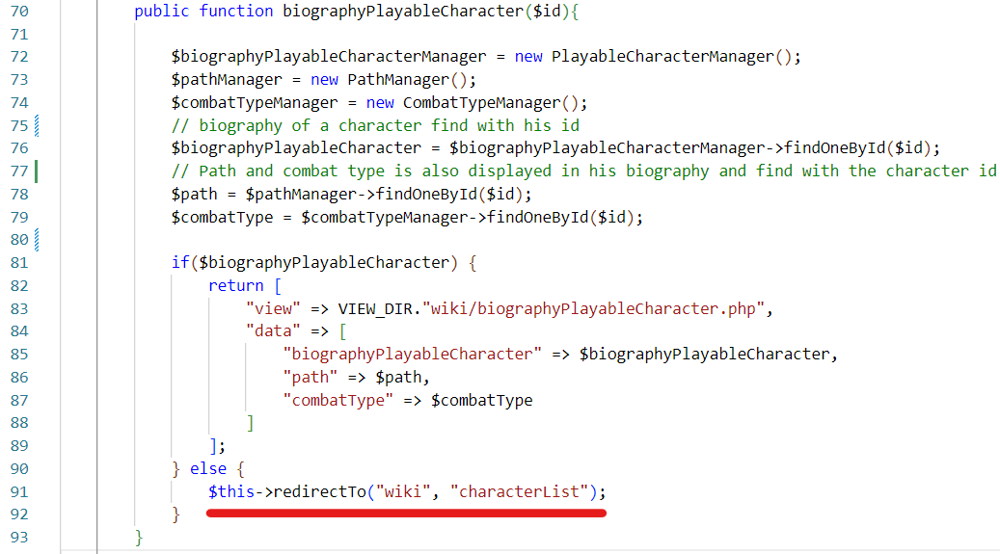 70 public function biographyPlayableCharacter($id){
71
72 $biographyPlayableCharacterManager = new PlayableCharacterManager();
73 $pathManager = new PathManager();
74 $combatTypeManager = new CombatTypeManager();
75 // biography of a character find with his id
76 $biographyPlayableCharacter = $biographyPlayableCharacterManager->findOneById($id);
77 // Path and combat type is also displayed in his biography and find with the character id
78 $path = $pathManager->findOneById($id);
79 $combatType = $combatTypeManager->findOneById($id);
80
81 if($biographyPlayableCharacter) {
82 return [
83 "view" => VIEW_DIR."wiki/biographyPlayableCharacter.php",
84 "data" => [
85 "biographyPlayableCharacter" => $biographyPlayableCharacter,
86 "path" => $path,
87 "combatType" => $combatType
88 ]
89 ];
90 } else {
91 $this->redirectTo("wiki", "characterList");
92 }
93 }